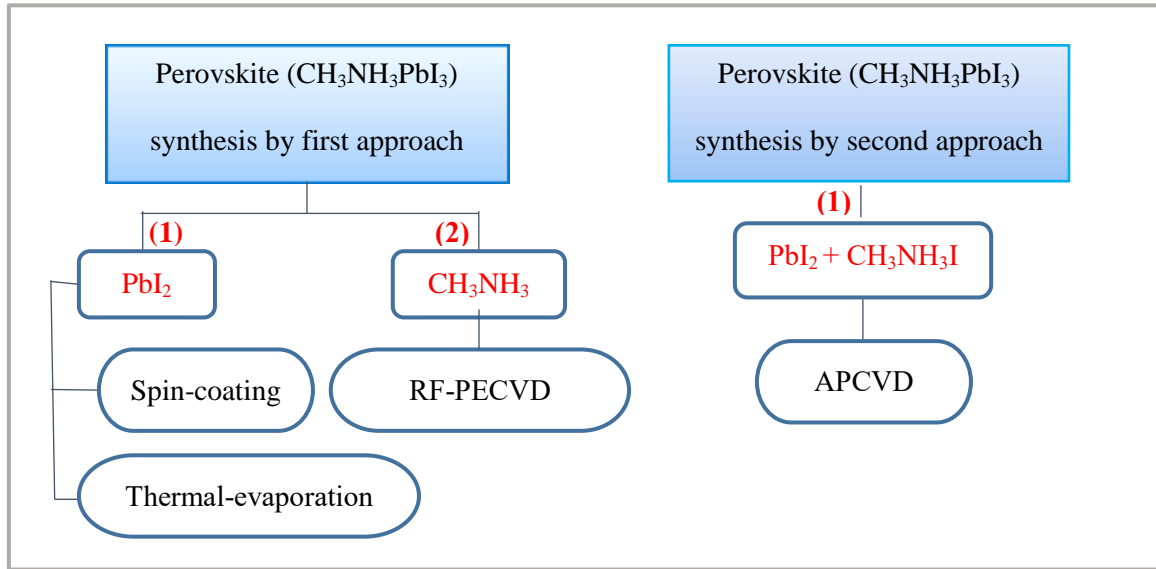 Perovskite (CH₃NH₃PbI₃)
synthesis by first approach
(1)
PbI₂
Spin-coating
Thermal-evaporation
(2)
CH₃NH₃
RF-PECVD
Perovskite (CH₃NH₃PbI₃)
synthesis by second approach
(1)
PbI₂ + CH₃NH₃I
APCVD